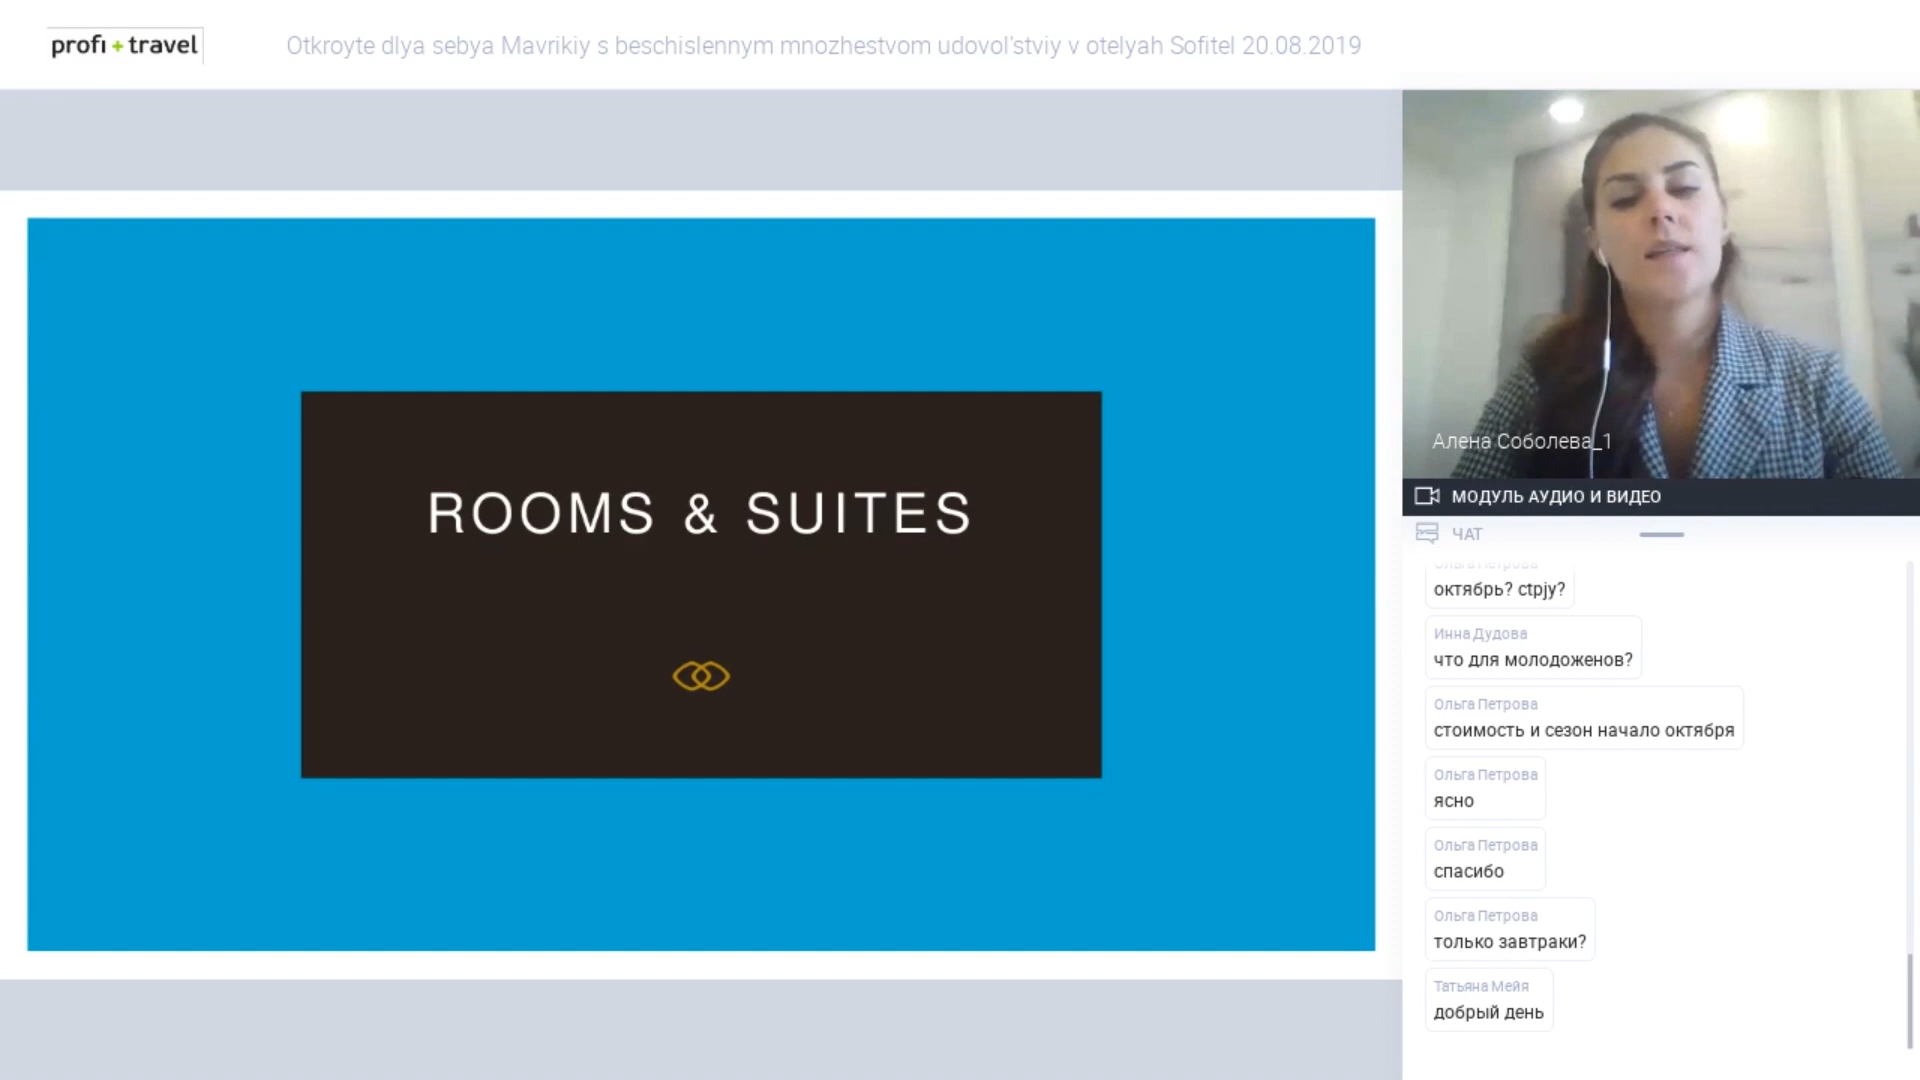 profi + travel
Otkroyte dlya sebya Mavrikiy s beschislennym mnozhestvom udovol'stviy v otelyah Sofitel 20.08.2019
ROOMS & SUITES
Алена Соболева_1
МОДУЛЬ АУДИО И ВИДЕО
ЧАТ
Ольга Петрова
октябрь? ctpjy?
Инна Дудова
что для молодоженов?
Ольга Петрова
стоимость и сезон начало октября
Ольга Петрова
ясно
Ольга Петрова
спасибо
Ольга Петрова
только завтраки?
Татьяна Мейя
добрый день